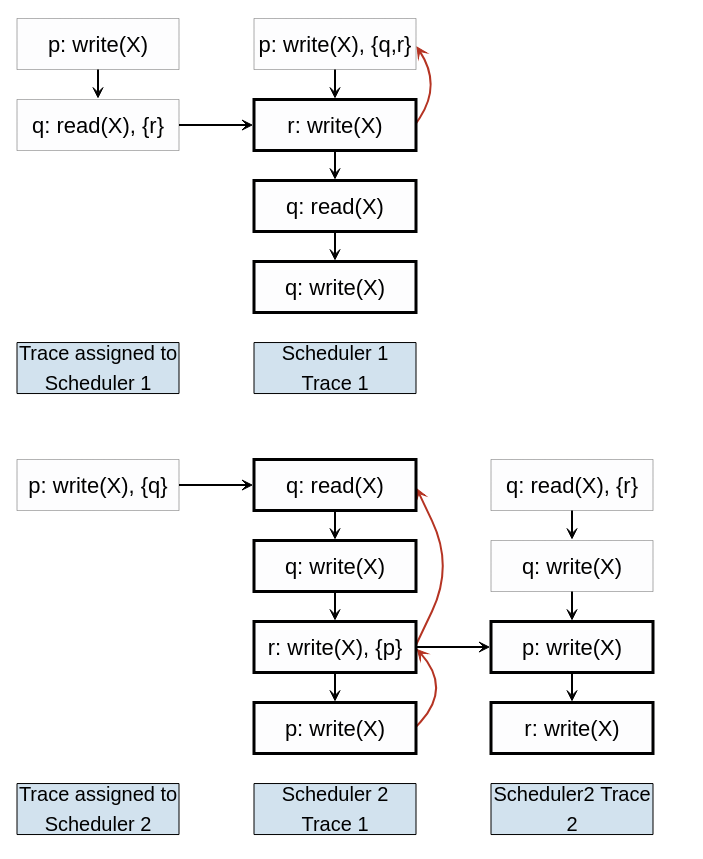 p: write(X)
p: write(X), {q,r}
q: read(X), {r}
r: write(X)
q: read(X)
q: write(X)
Trace assigned to
Scheduler 1
Scheduler 1
Trace 1
p: write(X), {q}
q: read(X)
q: read(X), {r}
q: write(X)
q: write(X)
r: write(X), {p}
p: write(X)
p: write(X)
r: write(X)
Trace assigned to
Scheduler 2
Scheduler 2
Trace 1
Scheduler2 Trace
2